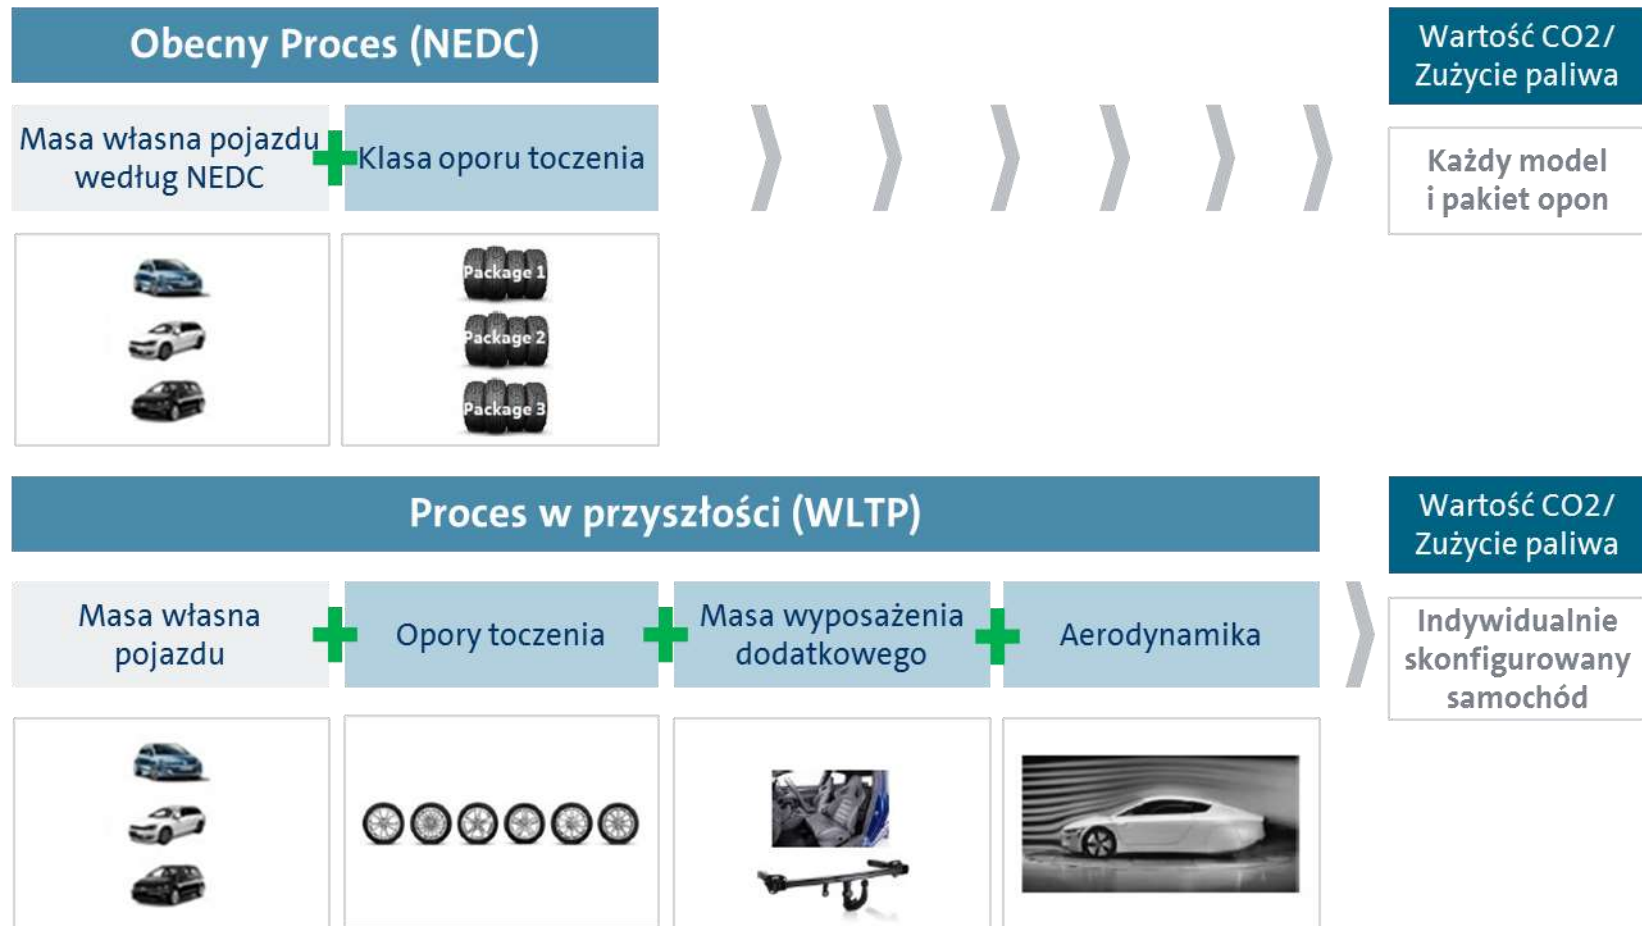 Obecny Proces (NEDC)
Wartość CO2/
Zużycie paliwa
Masa własna pojazdu
według NEDC
Klasa oporu toczenia
Każdy model
i pakiet opon
Package 1
Package 2
Package 3
Proces w przyszłości (WLTP)
Wartość CO2/
Zużycie paliwa
Masa własna
pojazdu
Opory toczenia
Masa wyposażenia
dodatkowego
Aerodynamika
Indywidualnie
skonfigurowany
samochód